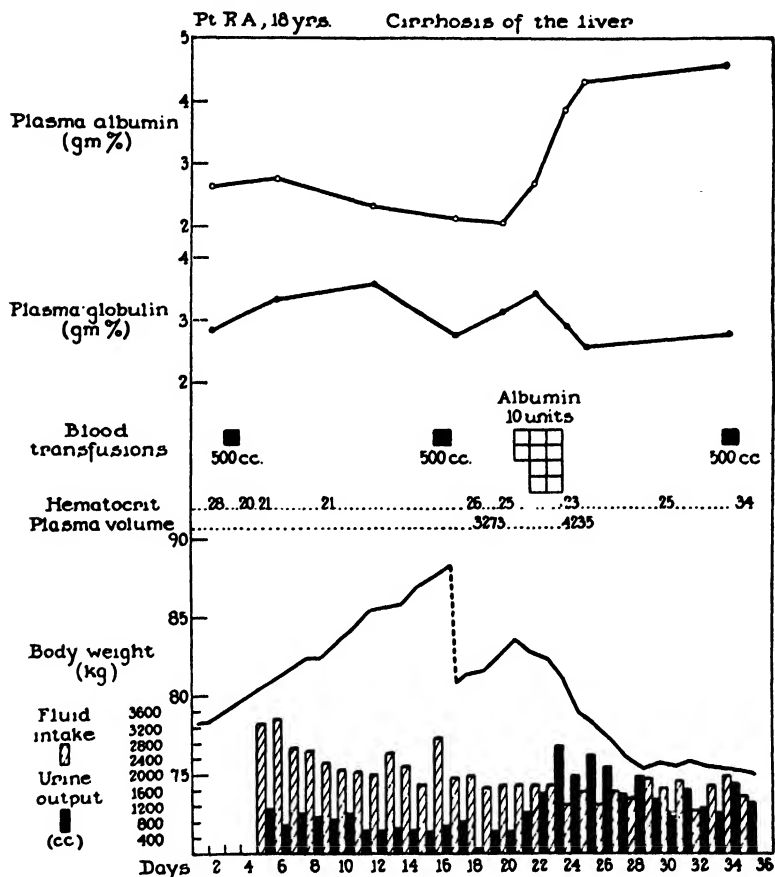 Pt R A, 18 yrs. Cirrhosis of the liver
5
Plasma albumin
(gm %)
4
3
2
4
Plasma globulin
(gm %)
3
2
Albumin
10 units
Blood
transfusions
500 cc.
500 cc.
500 cc
Hematocrit
28 20 21 21 26 25 23 25 34
Plasma volume
3273 4235
90
85
Body weight
(kg)
80
75
Fluid
intake
Urine
output
(cc)
3600
3200
2800
2400
2000
1600
1200
800
400
Days 2 4 6 8 10 12 14 16 18 20 22 24 26 28 30 32 34 36